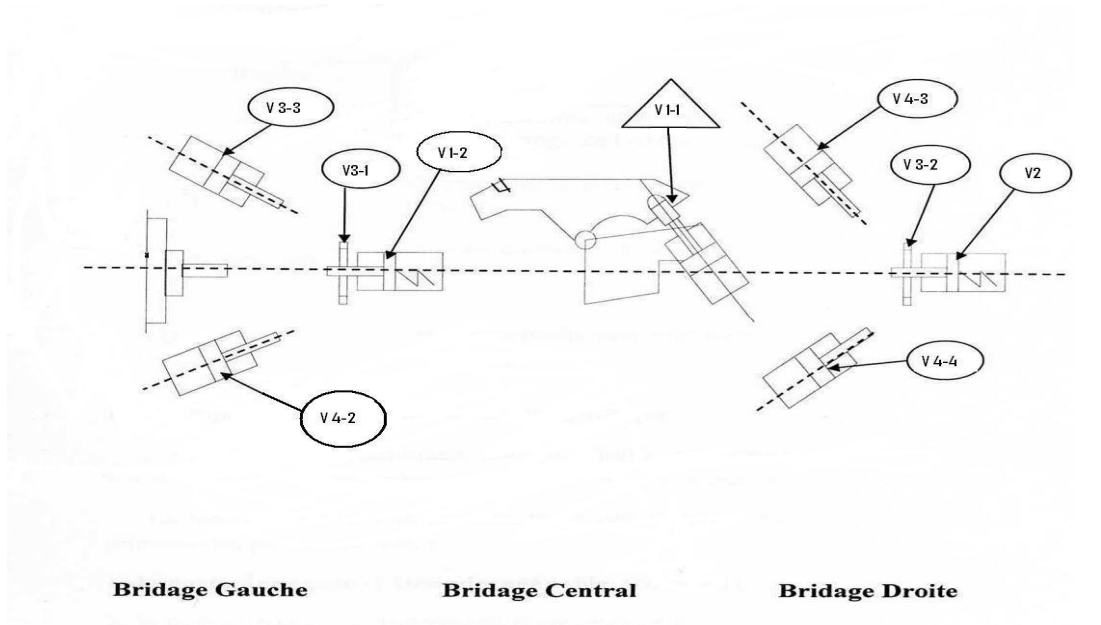 V 3-3
V3-1
V 1-2
V 1-1
V 4-3
V 3-2
V2
V 4-2
V 4-4
Bridage Gauche
Bridage Central
Bridage Droite